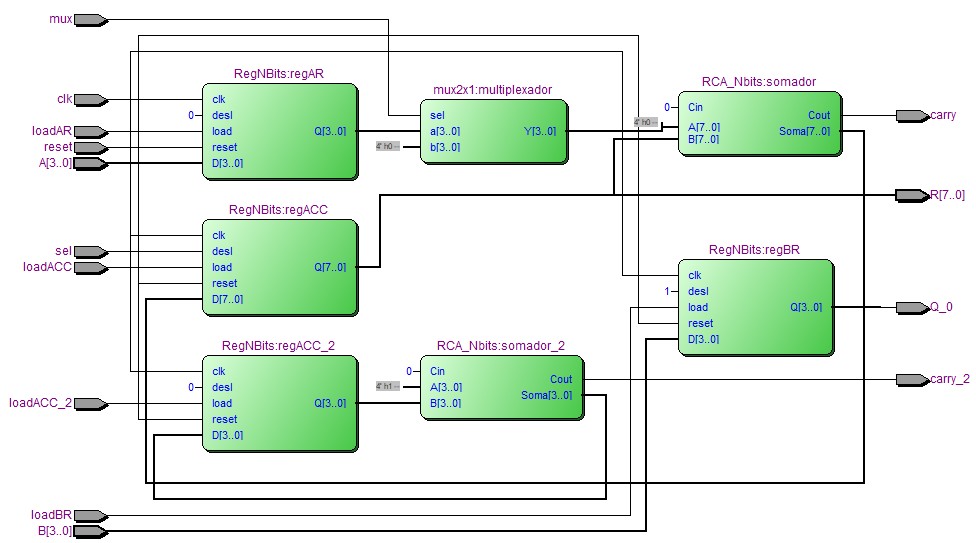 mux
RegNBits:regAR
clk
loadAR
reset
A[3..0]
clk
0
desl
load
reset
D[3..0]
Q[3..0]
mux2x1:multiplexador
sel
a[3..0]
4' h0 --
b[3..0]
Y[3..0]
RCA_Nbits:somador
0
Cin
4' h0 --
A[7..0]
B[7..0]
Cout
Soma[7..0]
carry
R[7..0]
RegNBits:regACC
sel
loadACC
clk
desl
load
reset
D[7..0]
Q[7..0]
RegNBits:regBR
clk
1
desl
load
reset
D[3..0]
Q[3..0]
Q_0
RegNBits:regACC_2
loadACC_2
clk
0
desl
load
reset
D[3..0]
Q[3..0]
RCA_Nbits:somador_2
0
Cin
4' h1 --
A[3..0]
B[3..0]
Cout
Soma[3..0]
carry_2
loadBR
B[3..0]